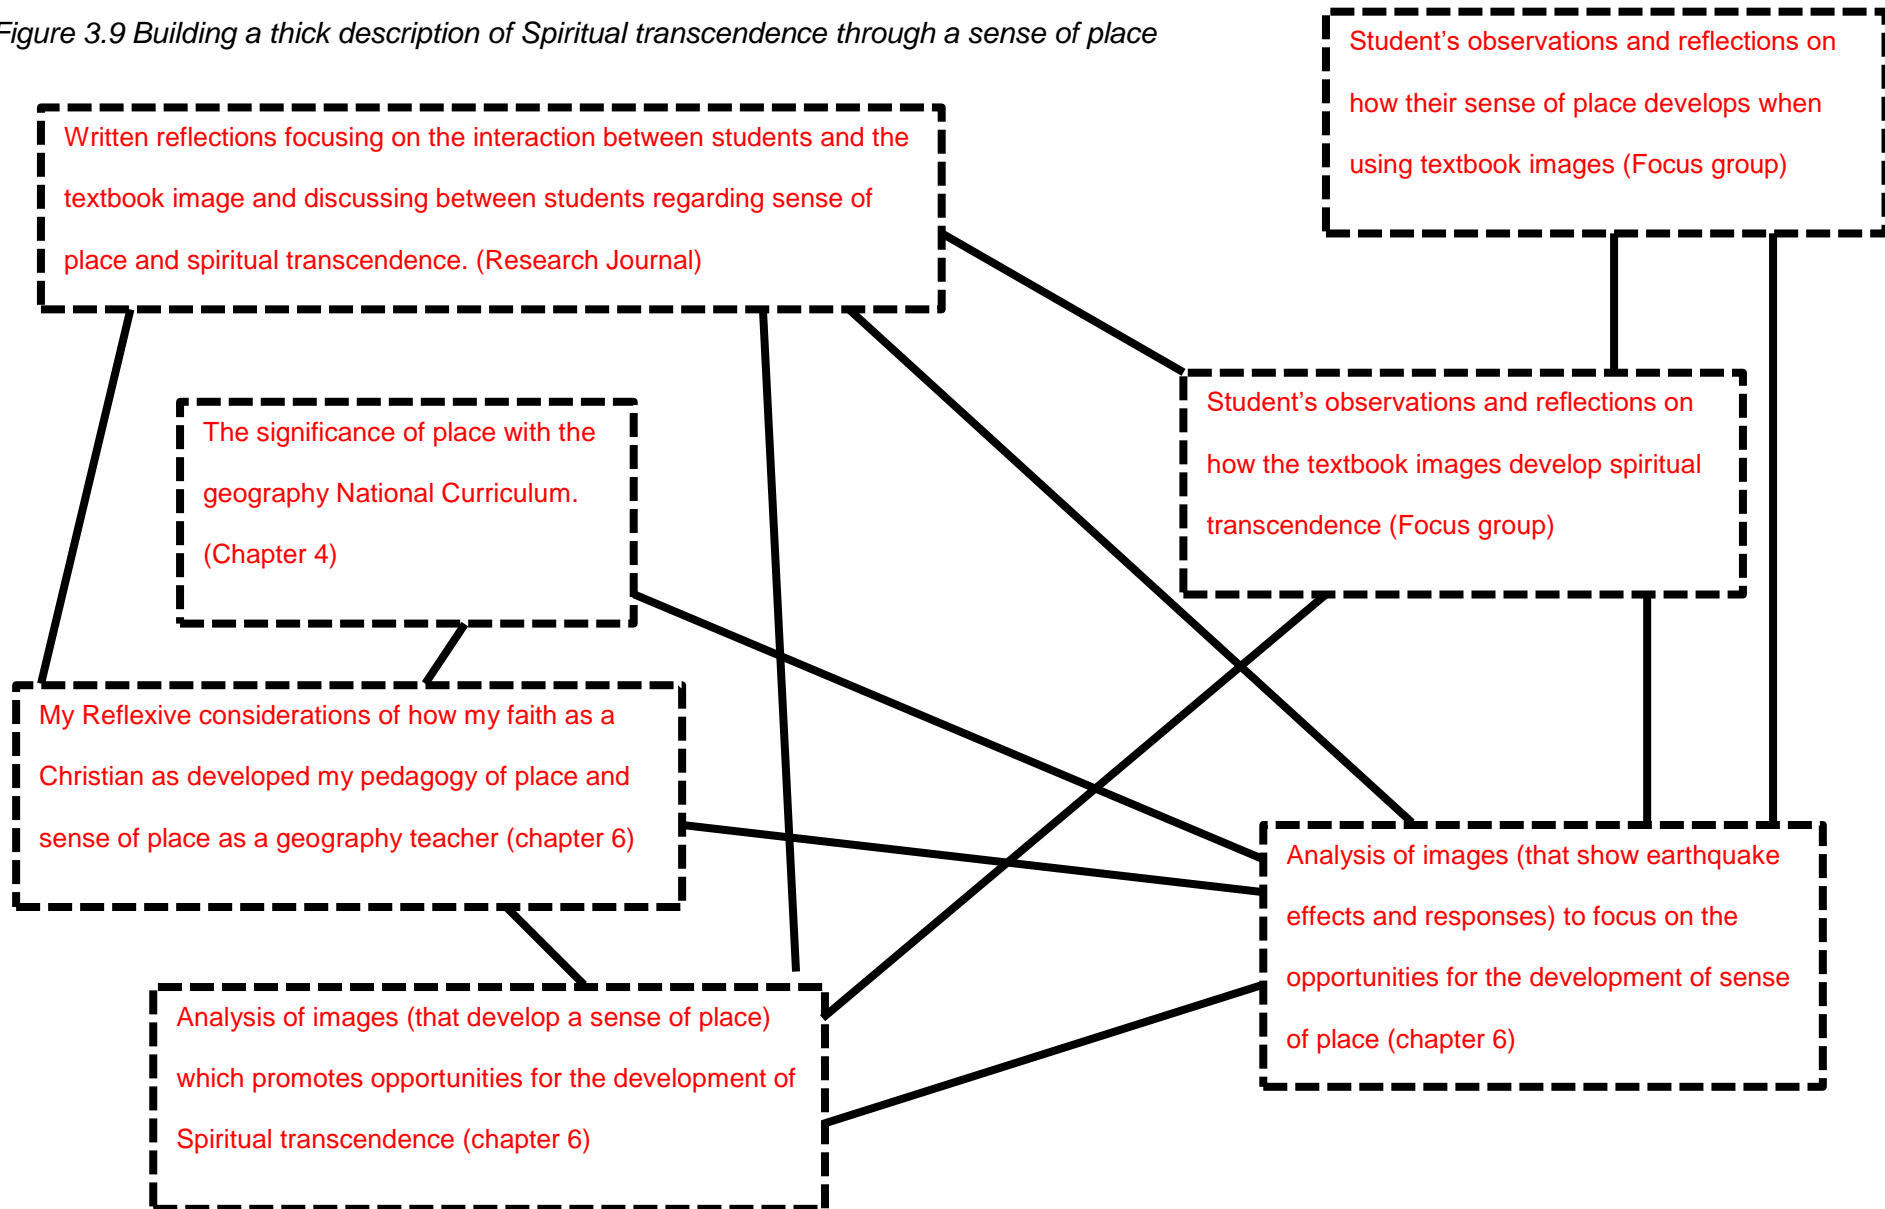 Figure 3.9 Building a thick description of Spiritual transcendence through a sense of place
Student’s observations and reflections on
how their sense of place develops when
using textbook images (Focus group)
Written reflections focusing on the interaction between students and the
textbook image and discussing between students regarding sense of
place and spiritual transcendence. (Research Journal)
Student’s observations and reflections on
how the textbook images develop spiritual
transcendence (Focus group)
The significance of place with the
geography National Curriculum.
(Chapter 4)
My Reflexive considerations of how my faith as a
Christian as developed my pedagogy of place and
sense of place as a geography teacher (chapter 6)
Analysis of images (that show earthquake
effects and responses) to focus on the
opportunities for the development of sense
of place (chapter 6)
Analysis of images (that develop a sense of place)
which promotes opportunities for the development of
Spiritual transcendence (chapter 6)